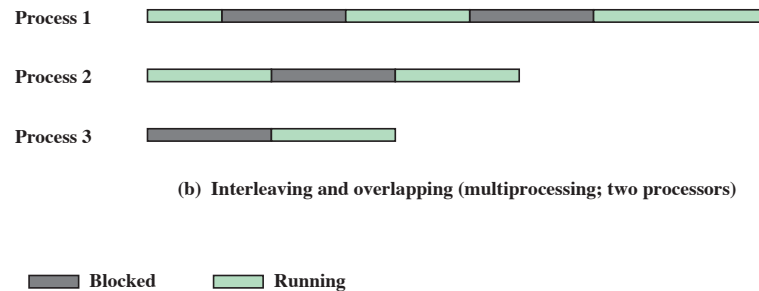 Process 1
Process 2
Process 3
(b) Interleaving and overlapping (multiprocessing; two processors)
Blocked Running